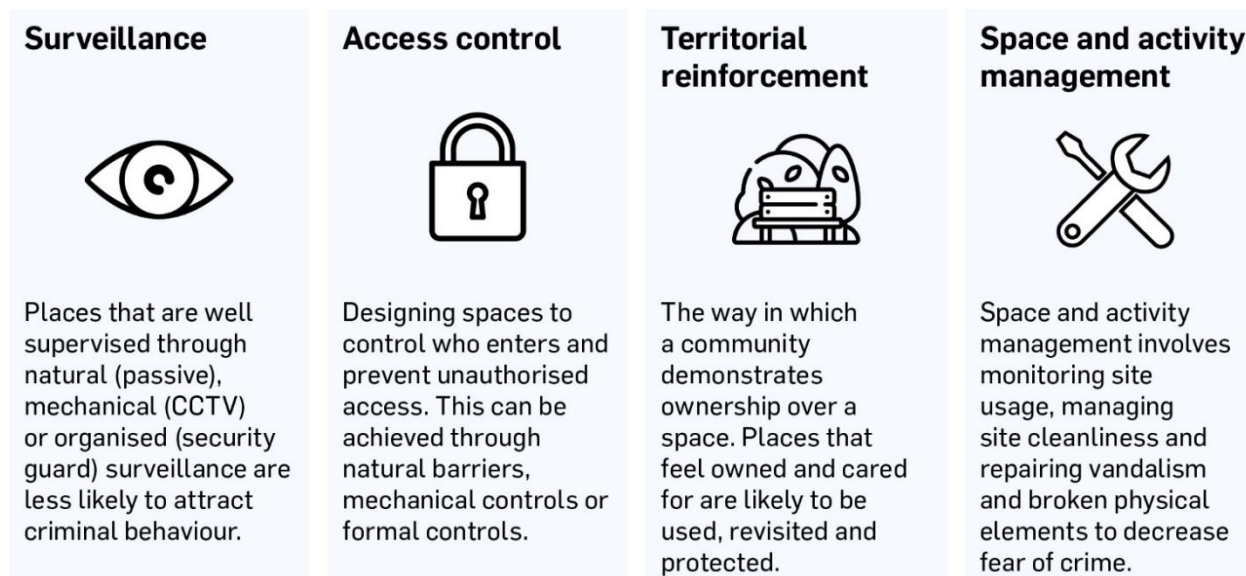 Surveillance
Places that are well
supervised through
natural (passive),
mechanical (CCTV)
or organised (security
guard) surveillance are
less likely to attract
criminal behaviour.
Access control
Designing spaces to
control who enters and
prevent unauthorised
access. This can be
achieved through
natural barriers,
mechanical controls or
formal controls.
Territorial
reinforcement
The way in which
a community
demonstrates
ownership over a
space. Places that
feel owned and cared
for are likely to be
used, revisited and
protected.
Space and activity
management
Space and activity
management involves
monitoring site
usage, managing
site cleanliness and
repairing vandalism
and broken physical
elements to decrease
fear of crime.